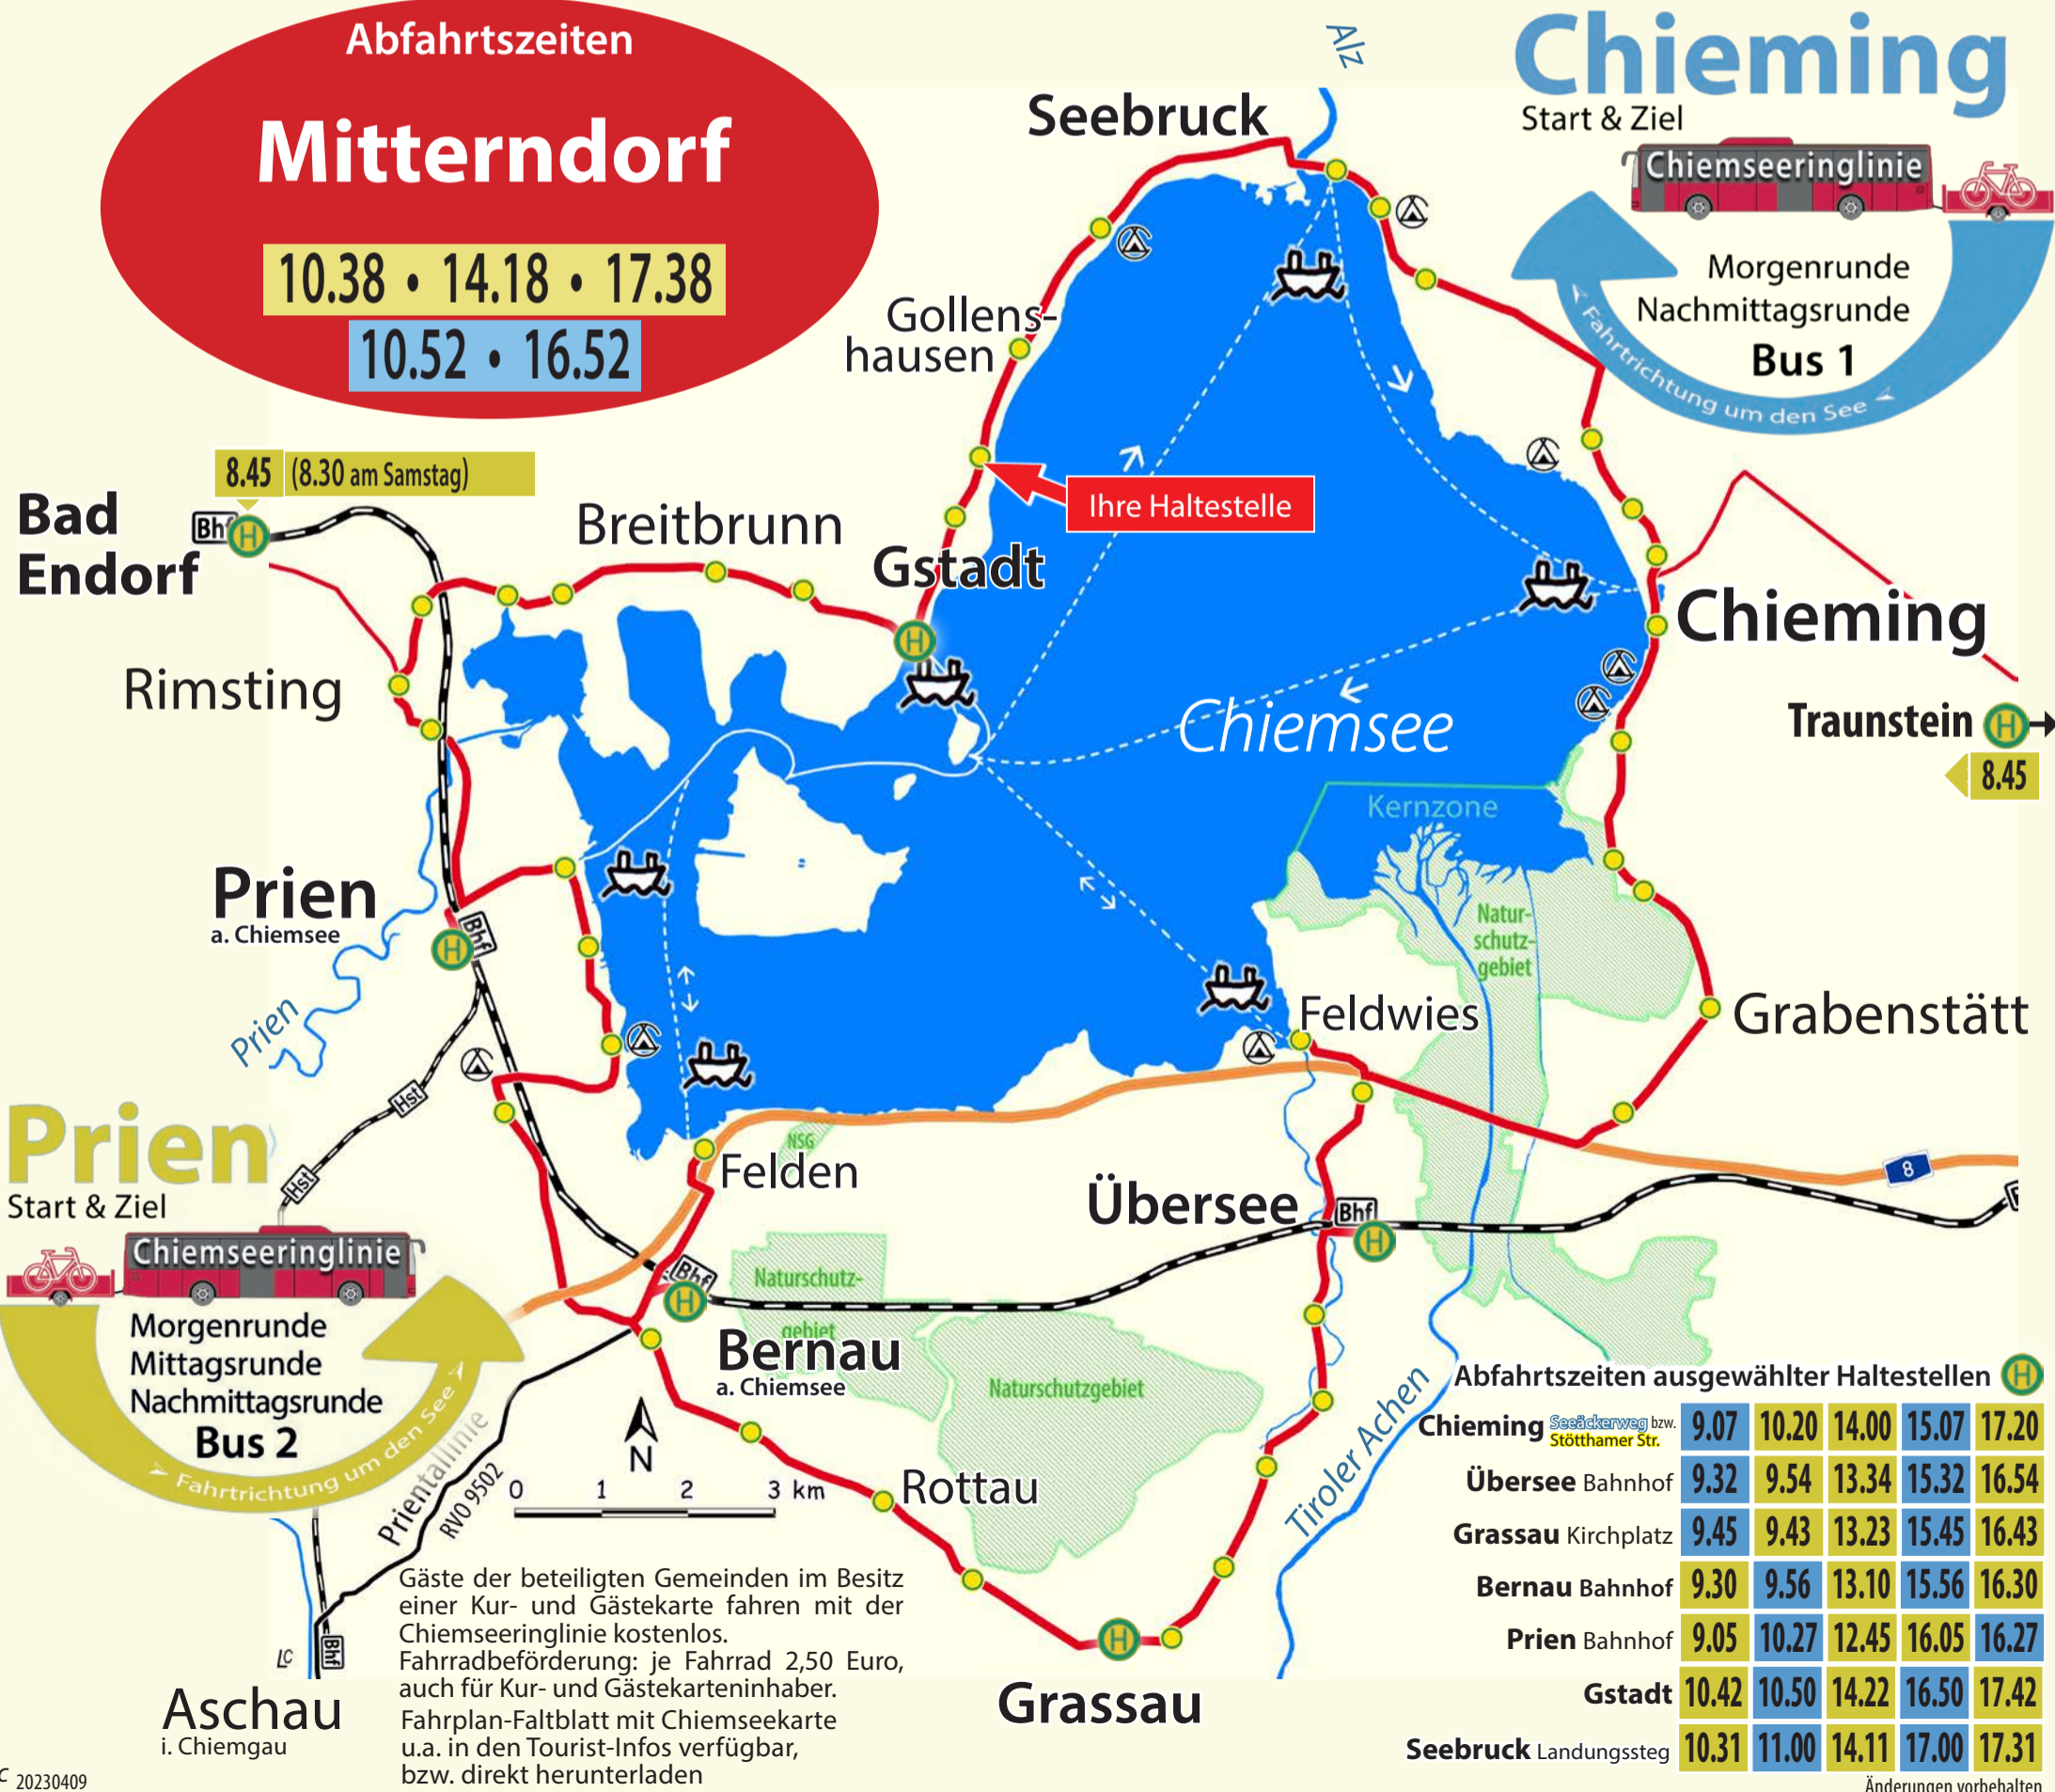 Abfahrtszeiten
Mitterndorf
10.38 • 14.18 • 17.38
10.52 • 16.52
Alz
Chieming
Start & Ziel
Chiemseeringlinie
Morgenrunde
Nachmittagsrunde
Bus 1
Fahrtrichtung um den See
Seebruck
Gollens-
hausen
Ihre Haltestelle
8.45 (8.30 am Samstag)
Bad
Endorf
Bhf H
Breitbrunn
Gstadt
H
Rimsting
Chieming
Traunstein H
8.45
Chiemsee
Kernzone
Natur-
schutz-
gebiet
Prien
a. Chiemsee
Bhf
H
Prien
Feldwies
Grabenstätt
Hst
Hst
Prien
Start & Ziel
Chiemseeringlinie
Morgenrunde
Mittagsrunde
Nachmittagsrunde
Bus 2
Fahrtrichtung um den See
NSG
Felden
8
Übersee
Bhf
H
Bhf
H
Naturschutz-
gebiet
Bernau
a. Chiemsee
Naturschutzgebiet
Prientallinie
RVO 9502
N
0 1 2 3 km
Rottau
Tiroler Achen
H
Grassau
LC
Bhf
Aschau
i. Chiemgau
Gäste der beteiligten Gemeinden im Besitz
einer Kur- und Gästekarte fahren mit der
Chiemseeringlinie kostenlos.
Fahrradbeförderung: je Fahrrad 2,50 Euro,
auch für Kur- und Gästekarteninhaber.
Fahrplan-Faltblatt mit Chiemseekarte
u.a. in den Tourist-Infos verfügbar,
bzw. direkt herunterladen
Abfahrtszeiten ausgewählter Haltestellen H
Chieming Seeäckerweg bzw. Stötthamer Str. 9.07 10.20 14.00 15.07 17.20
Übersee Bahnhof 9.32 9.54 13.34 15.32 16.54
Grassau Kirchplatz 9.45 9.43 13.23 15.45 16.43
Bernau Bahnhof 9.30 9.56 13.10 15.56 16.30
Prien Bahnhof 9.05 10.27 12.45 16.05 16.27
Gstadt 10.42 10.50 14.22 16.50 17.42
Seebruck Landungssteg 10.31 11.00 14.11 17.00 17.31
20230409
Änderungen vorbehalten